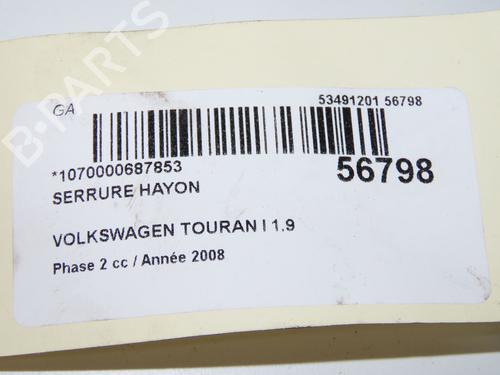 B-PARTS
GA
53491201 56798
*1070000687853
56798
SERRURE HAYON
VOLKSWAGEN TOURAN I 1.9
Phase 2 cc / Année 2008